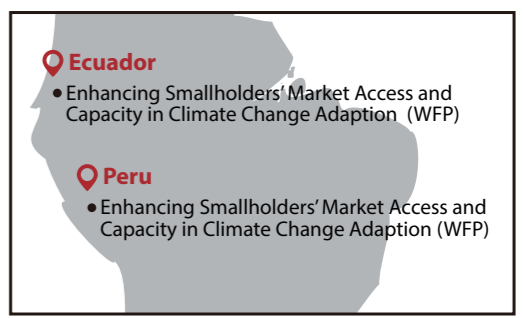 Ecuador
• Enhancing Smallholders' Market Access and
Capacity in Climate Change Adaption (WFP)
Peru
• Enhancing Smallholders' Market Access and
Capacity in Climate Change Adaption (WFP)